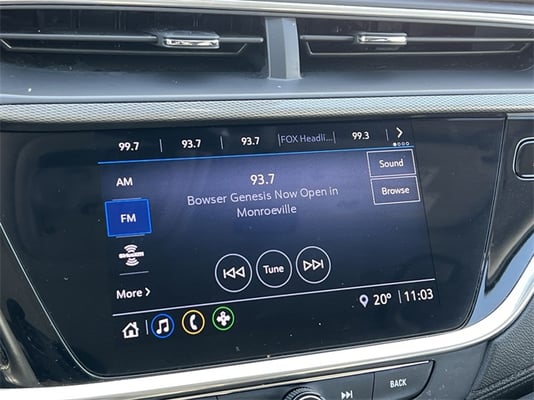 99.7 93.7 93.7 FOX Headli... 99.3
AM
FM
More
93.7
Bowser Genesis Now Open in
Monroeville
Tune
Sound
Browse
20° 11:03
BACK